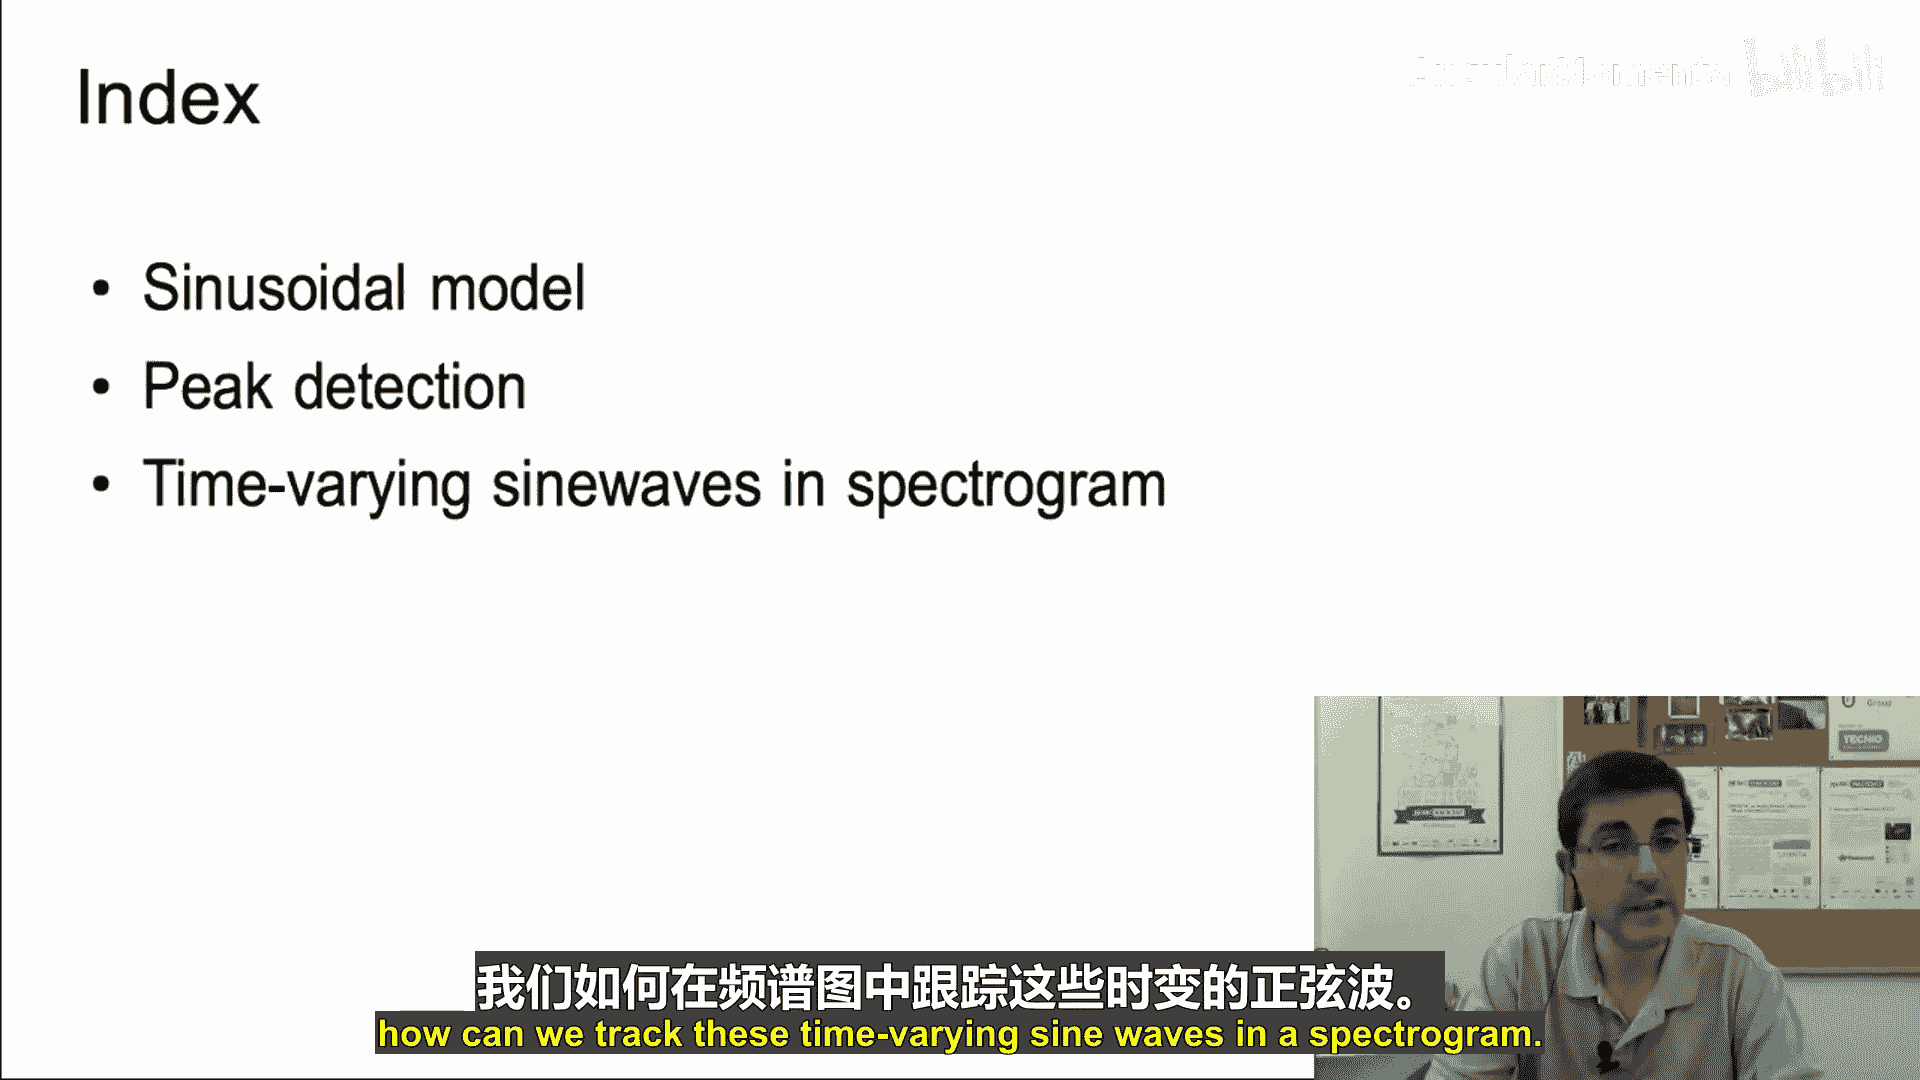 Index
• Sinusoidal model
• Peak detection
• Time-varying sinewaves in spectrogram
TECNIO
我们如何在频谱图中跟踪这些时变的正弦波。
how can we track these time-varying sine waves in a spectrogram.